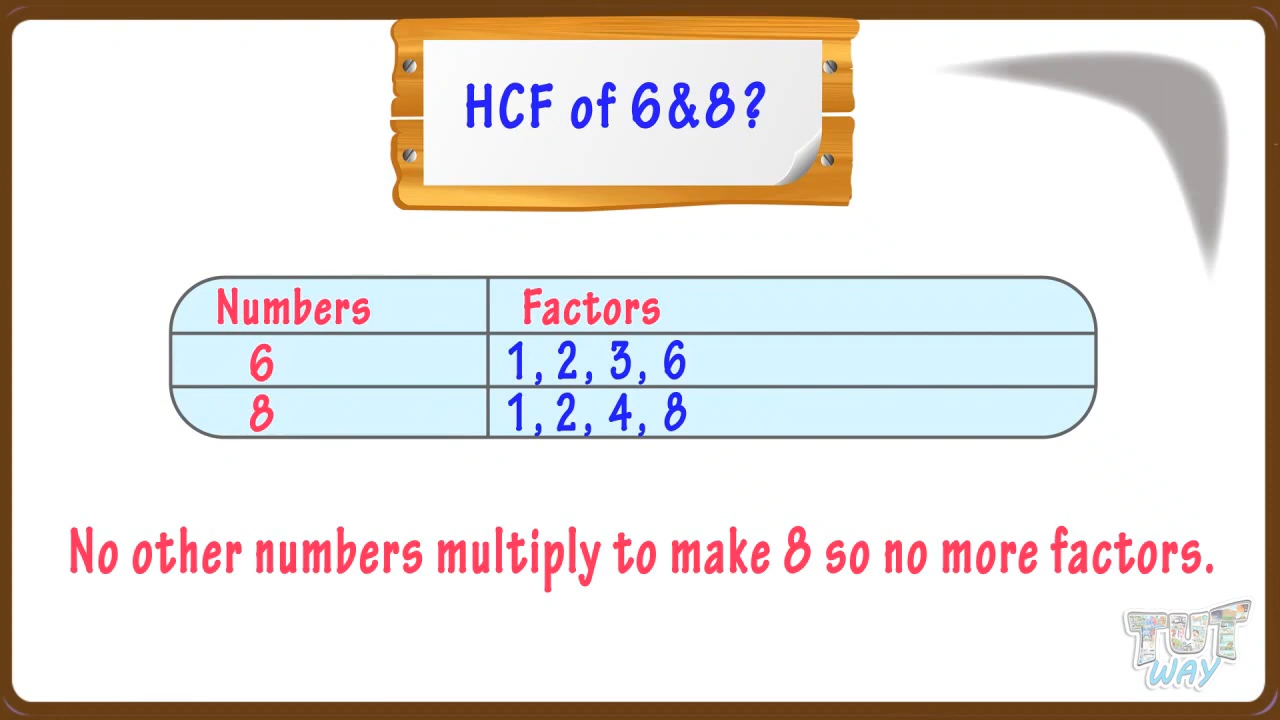 HCF of 6&8?
Numbers Factors
6 1, 2, 3, 6
8 1, 2, 4, 8
No other numbers multiply to make 8 so no more factors.
TUT
WAY